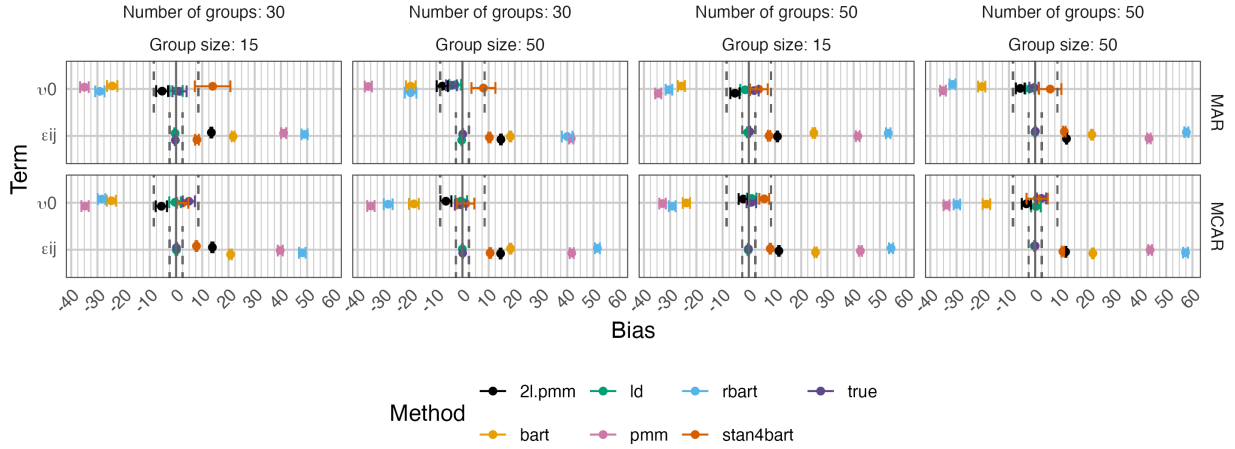 Number of groups: 30 Number of groups: 30 Number of groups: 50 Number of groups: 50
Group size: 15 Group size: 50 Group size: 15 Group size: 50
Term
υ0
εij
MAR
υ0
εij
MCAR
-40 -30 -20 -10 0 10 20 30 40 50 60 -40 -30 -20 -10 0 10 20 30 40 50 60 -40 -30 -20 -10 0 10 20 30 40 50 60 -40 -30 -20 -10 0 10 20 30 40 50 60
Bias
Method
2l.pmm ld rbart true
bart pmm stan4bart